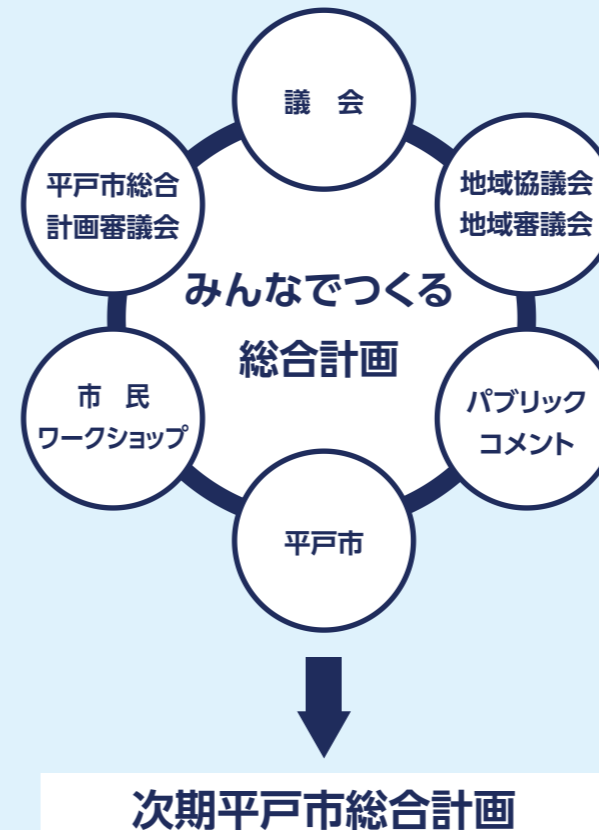 議　会
平戸市総合
計画審議会
地域協議会
地域審議会
みんなでつくる
総合計画
市　民
ワークショップ
パブリック
コメント
平戸市
次期平戸市総合計画